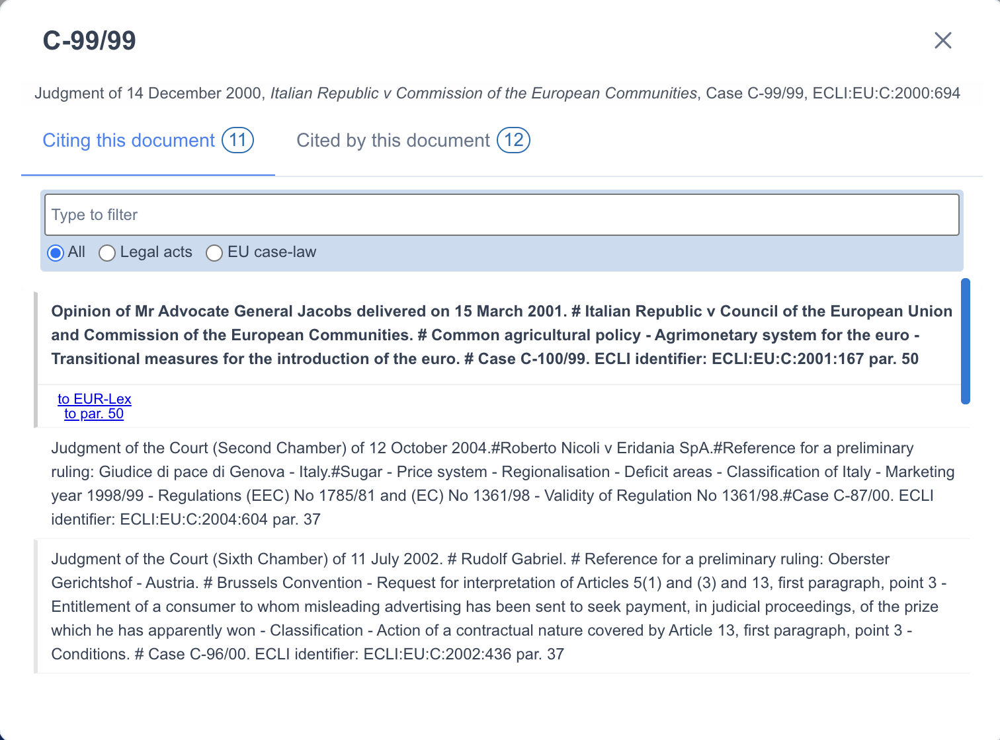 C-99/99
Judgment of 14 December 2000, Italian Republic v Commission of the European Communities, Case C-99/99, ECLI:EU:C:2000:694
Citing this document 11 Cited by this document 12
Type to filter
All Legal acts EU case-law
Opinion of Mr Advocate General Jacobs delivered on 15 March 2001. # Italian Republic v Council of the European Union
and Commission of the European Communities. # Common agricultural policy - Agrimonetary system for the euro -
Transitional measures for the introduction of the euro. # Case C-100/99. ECLI identifier: ECLI:EU:C:2001:167 par. 50
to EUR-Lex
to par. 50
Judgment of the Court (Second Chamber) of 12 October 2004.#Roberto Nicoli v Eridania SpA.#Reference for a preliminary
ruling: Giudice di pace di Genova - Italy.#Sugar - Price system - Regionalisation - Deficit areas - Classification of Italy - Marketing
year 1998/99 - Regulations (EEC) No 1785/81 and (EC) No 1361/98 - Validity of Regulation No 1361/98.#Case C-87/00. ECLI
identifier: ECLI:EU:C:2004:604 par. 37
Judgment of the Court (Sixth Chamber) of 11 July 2002. # Rudolf Gabriel. # Reference for a preliminary ruling: Oberster
Gerichtshof - Austria. # Brussels Convention - Request for interpretation of Articles 5(1) and (3) and 13, first paragraph, point 3 -
Entitlement of a consumer to whom misleading advertising has been sent to seek payment, in judicial proceedings, of the prize
which he has apparently won - Classification - Action of a contractual nature covered by Article 13, first paragraph, point 3 -
Conditions. # Case C-96/00. ECLI identifier: ECLI:EU:C:2002:436 par. 37